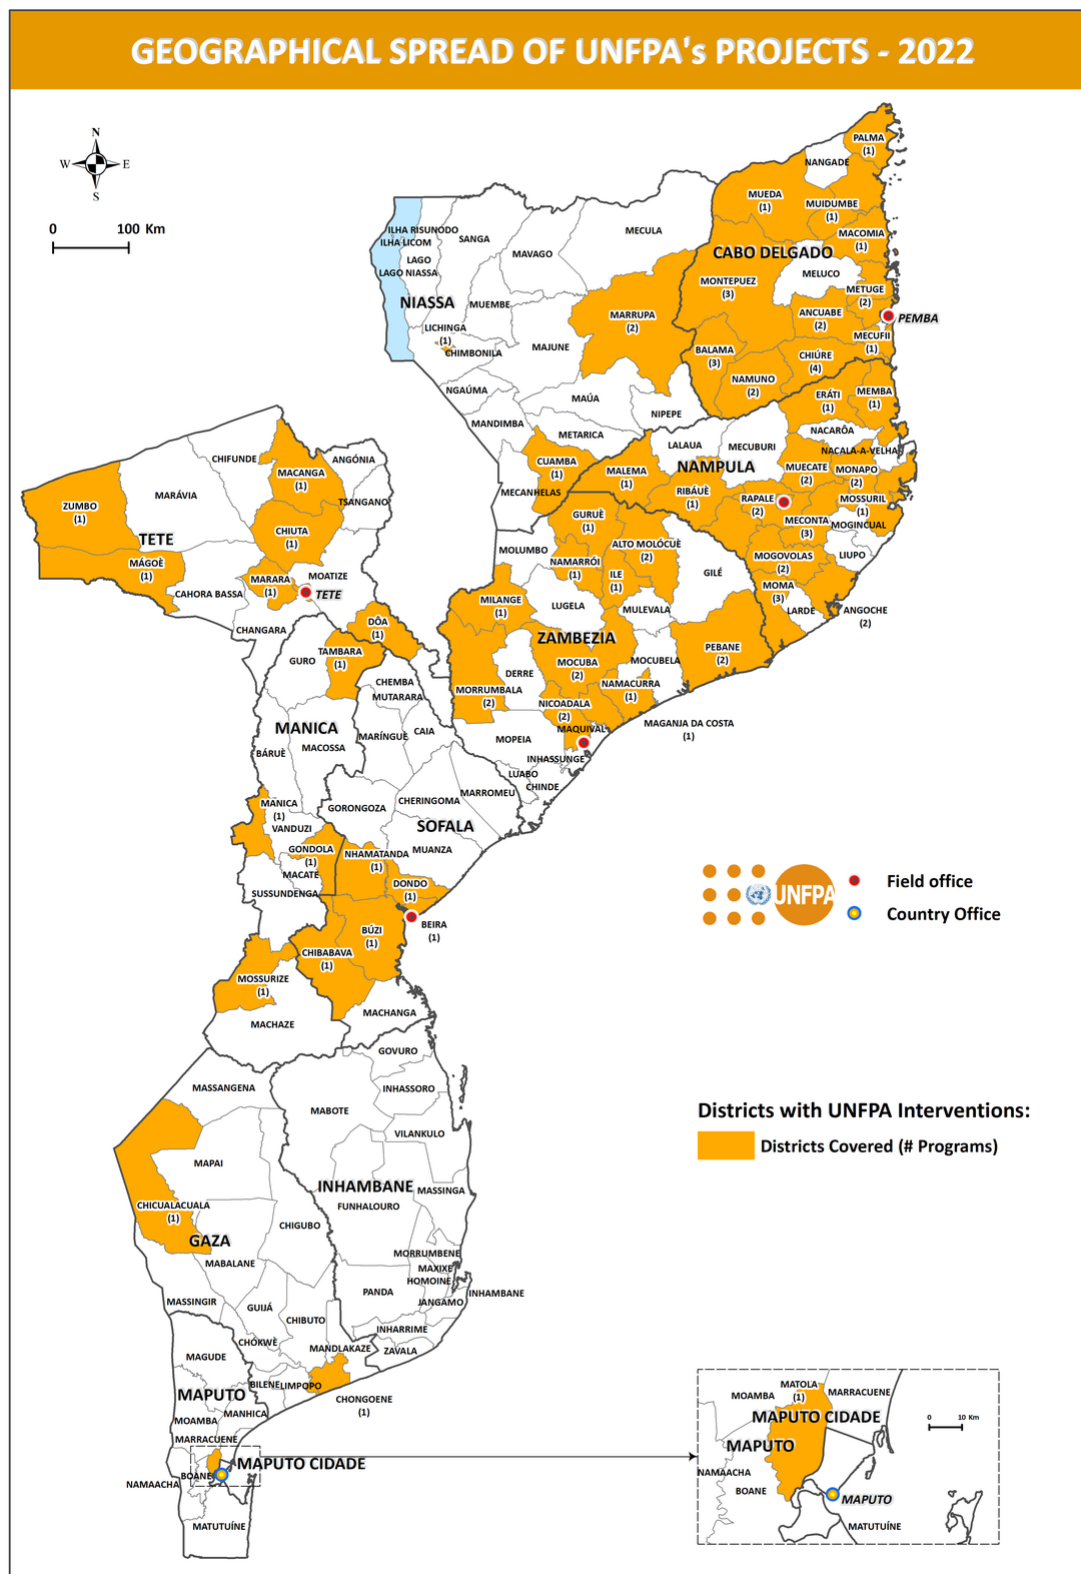 GEOGRAPHICAL SPREAD OF UNFPA's PROJECTS - 2022
N
W E
S
0 100 Km
PALMA
(1)
NANGADE
MUEDA
(1)
MUIDUMBE
(1)
MACOMIA
(1)
CABO DELGADO
MELUCO
MONTEPUEZ
(3)
METUGE
(2)
ANCUABE
(2)
PEMBA
MECUFII
(1)
BALAMA
(3)
CHIÚRE
(4)
NAMUNO
(2)
ILHA RISUNODO
ILHA LICOM
SANGA
MECULA
MAVAGO
LAGO
LAGO NIASSA
NIASSA
MUEMBE
MARRUPA
(2)
LICHINGA
(1)
CHIMBONILA
MAJUNE
NGAÚMA
MAÚA
NIPEPE
MANDIMBA
METARICA
CUAMBA
(1)
MECANHELAS
ERÁTI
(1)
MEMBA
(1)
NACARÔA
LALAUA
MECUBURI
NACALA-A-VELHA
NAMPULA
MALEMA
(1)
MUECATE
(2)
MONAPO
(2)
RIBÁUÈ
(1)
RAPALE
(2)
MOSSURIL
(1)
MECONTA
(3)
MOGINCUAL
LIUPO
MOGOVOLAS
(2)
MOMA
(3)
LARDE
ANGOCHE
(2)
CHIFUNDE
ANGÓNIA
MACANGA
(1)
MARÁVIA
TSANGANO
ZUMBO
(1)
CHIUTA
(1)
TETE
MÁGOÈ
(1)
MARARA
(1)
MOATIZE
TETE
CAHORA BASSA
CHANGARA
DÔA
(1)
GURUÈ
(1)
MOLUMBO
ALTO MOLÓCÜÈ
(2)
NAMARRÓI
(1)
ILE
(1)
GILÉ
MILANGE
(1)
LUGELA
MULEVALA
ZAMBEZIA
PEBANE
(2)
MOCUBA
(2)
MOCUBELA
DERRE
MORRUMBALA
(2)
NAMACURRA
(1)
NICOADALA
(2)
MAQUIVAL
MAGANJA DA COSTA
(1)
MOPEIA
INHASSUNGE
LUABO
CHINDE
GURO
TAMBARA
(1)
CHEMBA
MUTARARA
MANICA
MACOSSA
BÁRUÈ
MARÍNGUÈ
CAIA
MARROMEU
CHERINGOMA
GORONGOZA
SOFALA
MUANZA
MANICA
(1)
VANDUZI
GONDOLA
(1)
MACATE
NHAMATANDA
(1)
SUSSUNDENGA
DONDO
(1)
BEIRA
(1)
BÚZI
(1)
CHIBABAVA
(1)
MOSSURIZE
(1)
MACHAZE
MACHANGA
UNFPA
Field office
Country Office
GOVURO
MASSANGENA
INHASSORO
MABOTE
VILANKULO
MAPAI
INHAMBANE
FUNHALOURO
MASSINGA
CHICUALACUALA
(1)
CHIGUBO
GAZA
MABALANE
MORRUMBENE
MAXIXE
HOMOINE
PANDA
JANGAMO
INHAMBANE
MASSINGIR
GUIJÁ
CHIBUTO
INHARRIME
CHÓKWÈ
MANDLAKAZE
ZAVALA
MAGUDE
BILENE
LIMPOPO
MAPUTO
CHONGOENE
(1)
MANHICA
MOAMBA
MARRACUENE
MAPUTO CIDADE
BOANE
NAMAACHA
MATUTUÍNE
Districts with UNFPA Interventions:
Districts Covered (# Programs)
MATOLA
(1)
MOAMBA
MARRACUENE
MAPUTO CIDADE
0 10 Km
MAPUTO
NAMAACHA
BOANE
MAPUTO
MATUTUÍNE